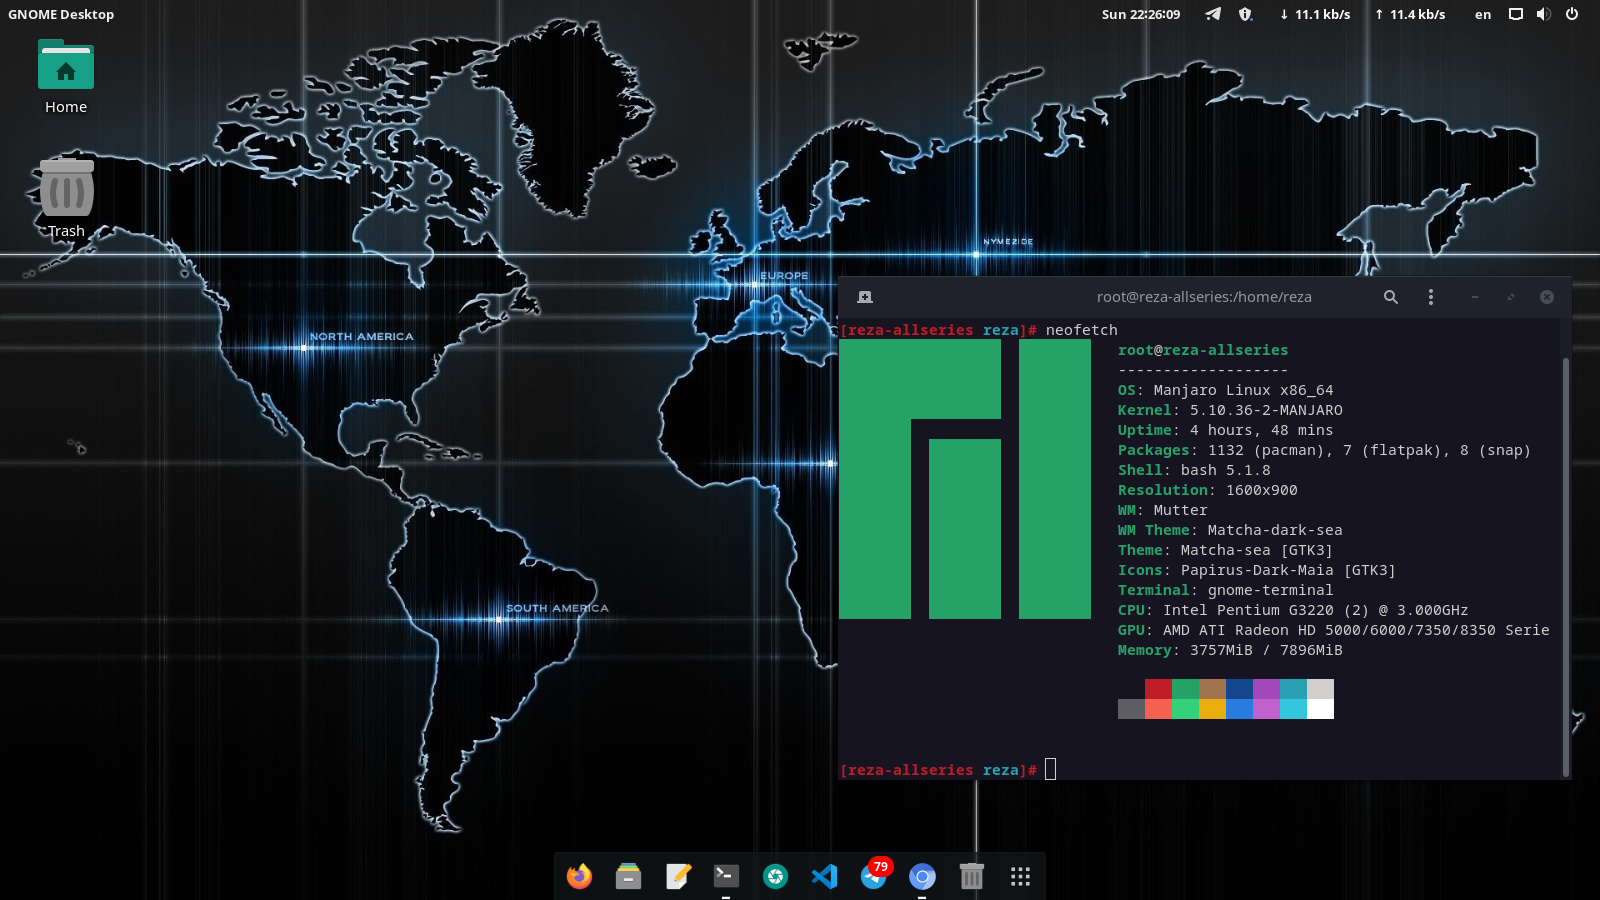 GNOME Desktop
Sun 22:26:09
↓ 11.1 kb/s
↑ 11.4 kb/s
en
Home
Trash
NYMEZIDE
EUROPE
NORTH AMERICA
SOUTH AMERICA
root@reza-allseries:/home/reza
[reza-allseries reza]# neofetch
root@reza-allseries
-------------------
OS: Manjaro Linux x86_64
Kernel: 5.10.36-2-MANJARO
Uptime: 4 hours, 48 mins
Packages: 1132 (pacman), 7 (flatpak), 8 (snap)
Shell: bash 5.1.8
Resolution: 1600x900
WM: Mutter
WM Theme: Matcha-dark-sea
Theme: Matcha-sea [GTK3]
Icons: Papirus-Dark-Maia [GTK3]
Terminal: gnome-terminal
CPU: Intel Pentium G3220 (2) @ 3.000GHz
GPU: AMD ATI Radeon HD 5000/6000/7350/8350 Serie
Memory: 3757MiB / 7896MiB
[reza-allseries reza]#
79